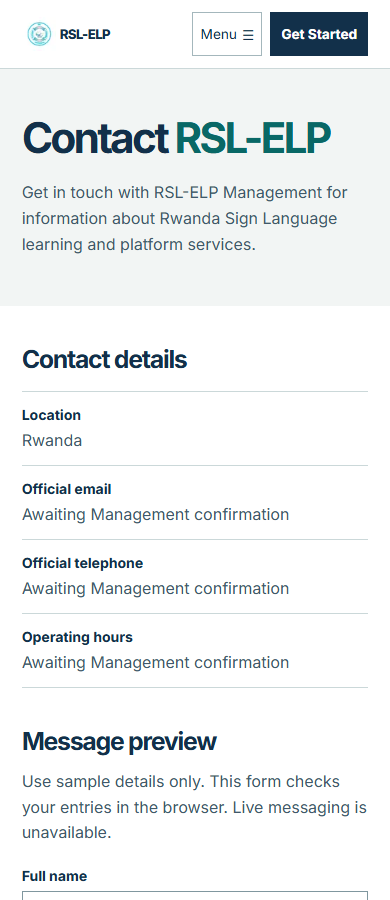 RSL-ELP
Menu ☰
Get Started
Contact RSL-ELP
Get in touch with RSL-ELP Management for
information about Rwanda Sign Language
learning and platform services.
Contact details
Location
Rwanda
Official email
Awaiting Management confirmation
Official telephone
Awaiting Management confirmation
Operating hours
Awaiting Management confirmation
Message preview
Use sample details only. This form checks
your entries in the browser. Live messaging is
unavailable.
Full name